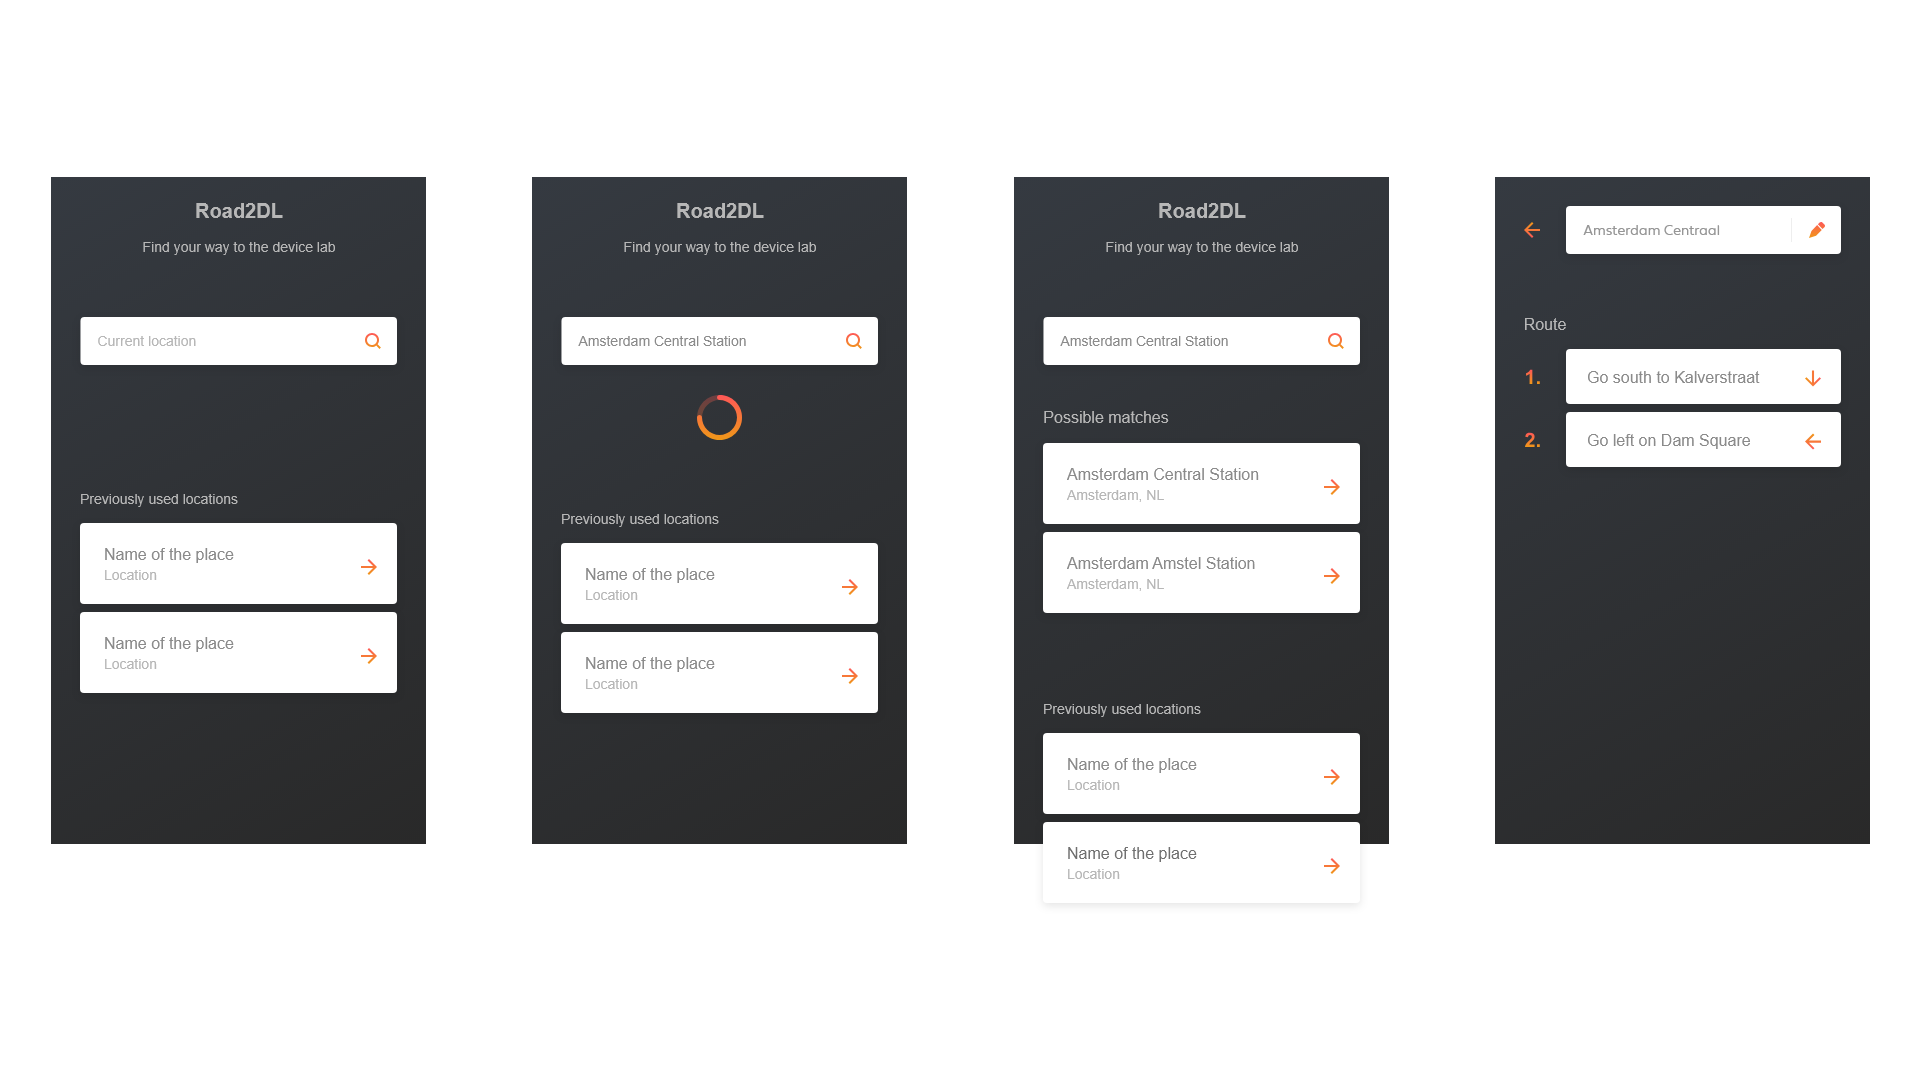 Road2DL
Find your way to the device lab
Current location
Previously used locations
Name of the place
Location
Name of the place
Location
Road2DL
Find your way to the device lab
Amsterdam Central Station
Previously used locations
Name of the place
Location
Name of the place
Location
Road2DL
Find your way to the device lab
Amsterdam Central Station
Possible matches
Amsterdam Central Station
Amsterdam, NL
Amsterdam Amstel Station
Amsterdam, NL
Previously used locations
Name of the place
Location
Name of the place
Location
Amsterdam Centraal
Route
1. Go south to Kalverstraat
2. Go left on Dam Square